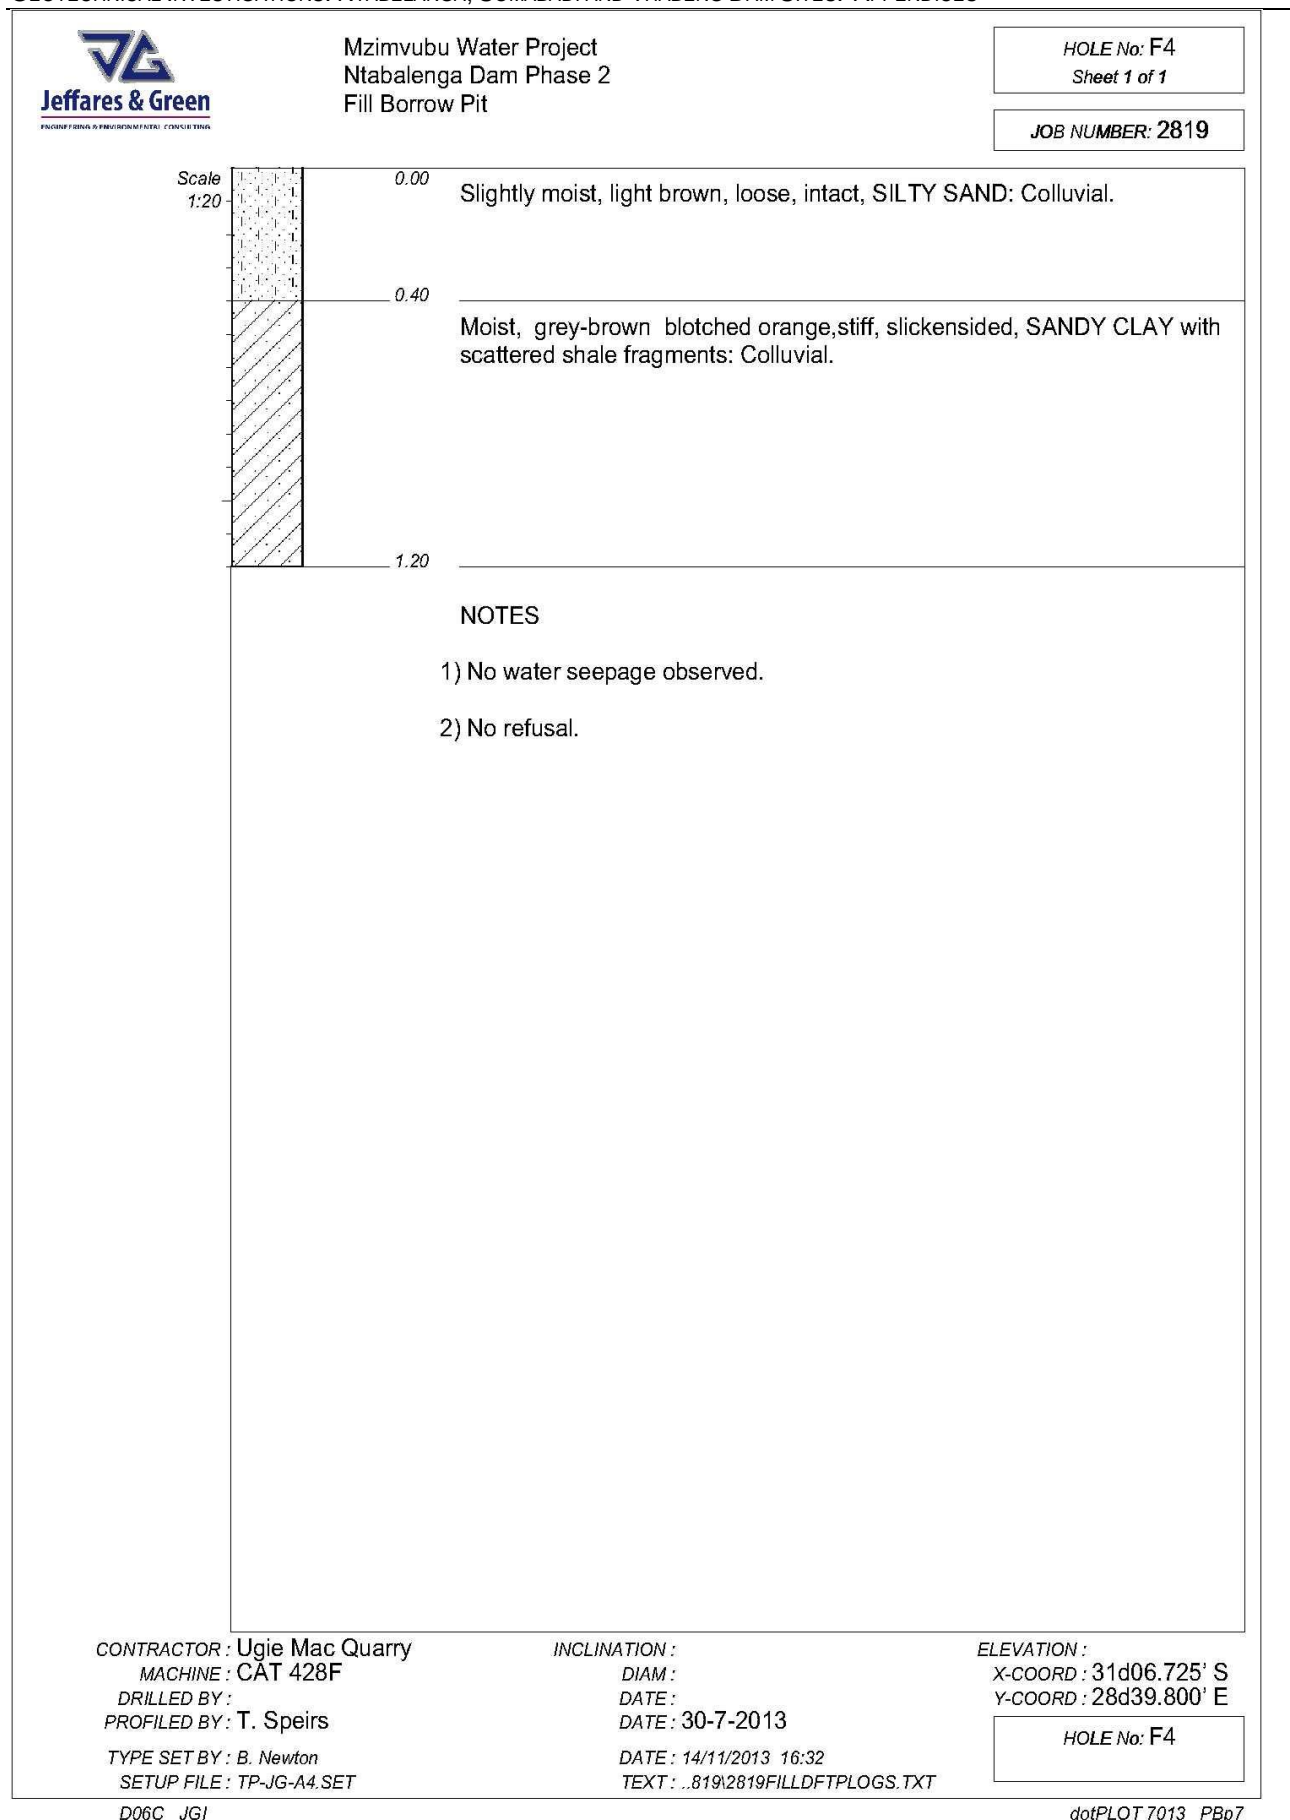 Jeffares & Green
ENGINEERING & ENVIRONMENTAL CONSULTING
Mzimvubu Water Project
Ntabalenga Dam Phase 2
Fill Borrow Pit
HOLE No: F4
Sheet 1 of 1
JOB NUMBER: 2819
Scale
1:20
0.00
Slightly moist, light brown, loose, intact, SILTY SAND: Colluvial.
0.40
Moist, grey-brown blotched orange,stiff, slickensided, SANDY CLAY with
scattered shale fragments: Colluvial.
1.20
NOTES
1) No water seepage observed.
2) No refusal.
CONTRACTOR : Ugie Mac Quarry
MACHINE : CAT 428F
DRILLED BY :
PROFILED BY : T. Speirs
TYPE SET BY : B. Newton
SETUP FILE : TP-JG-A4.SET
INCLINATION :
DIAM :
DATE :
DATE : 30-7-2013
DATE : 14/11/2013 16:32
TEXT : ..819\2819FILLDFTPLOGS.TXT
ELEVATION :
X-COORD : 31d06.725' S
Y-COORD : 28d39.800' E
HOLE No: F4
D06C JGI
dotPLOT 7013 PBp7